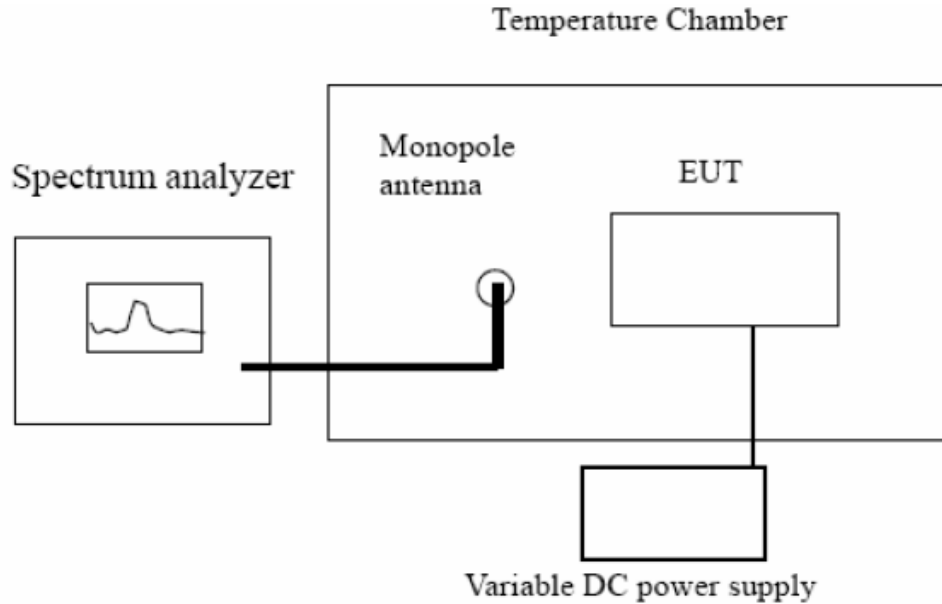 Temperature Chamber
Monopole
antenna
EUT
Spectrum analyzer
Variable DC power supply